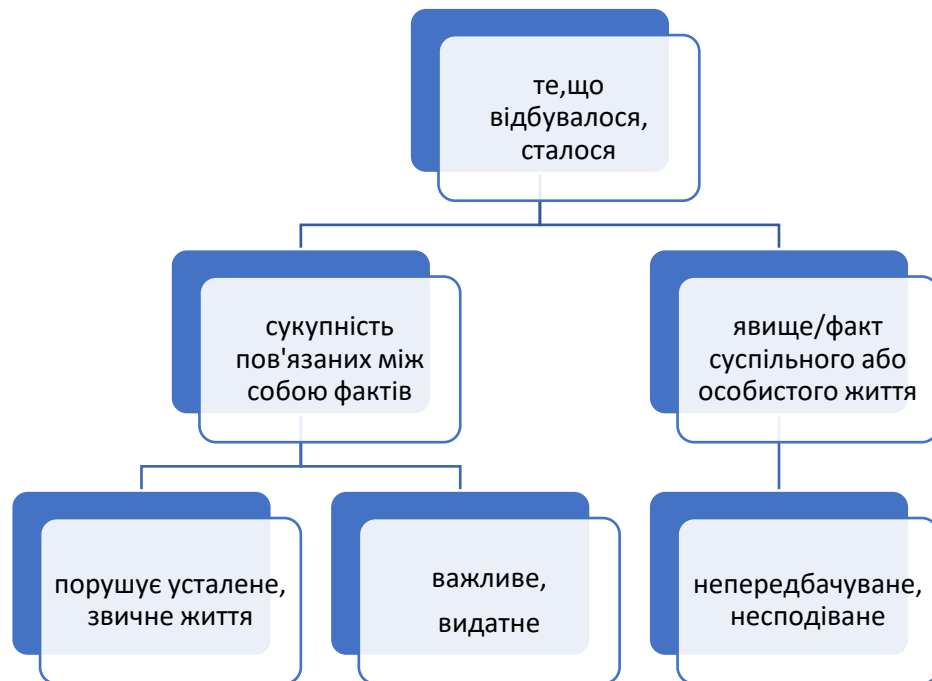 те,що
відбувалося,
сталося
сукупність
пов'язаних між
собою фактів
явище/факт
суспільного або
особистого життя
порушує усталене,
звичне життя
важливе,
видатне
непередбачуване,
несподіване